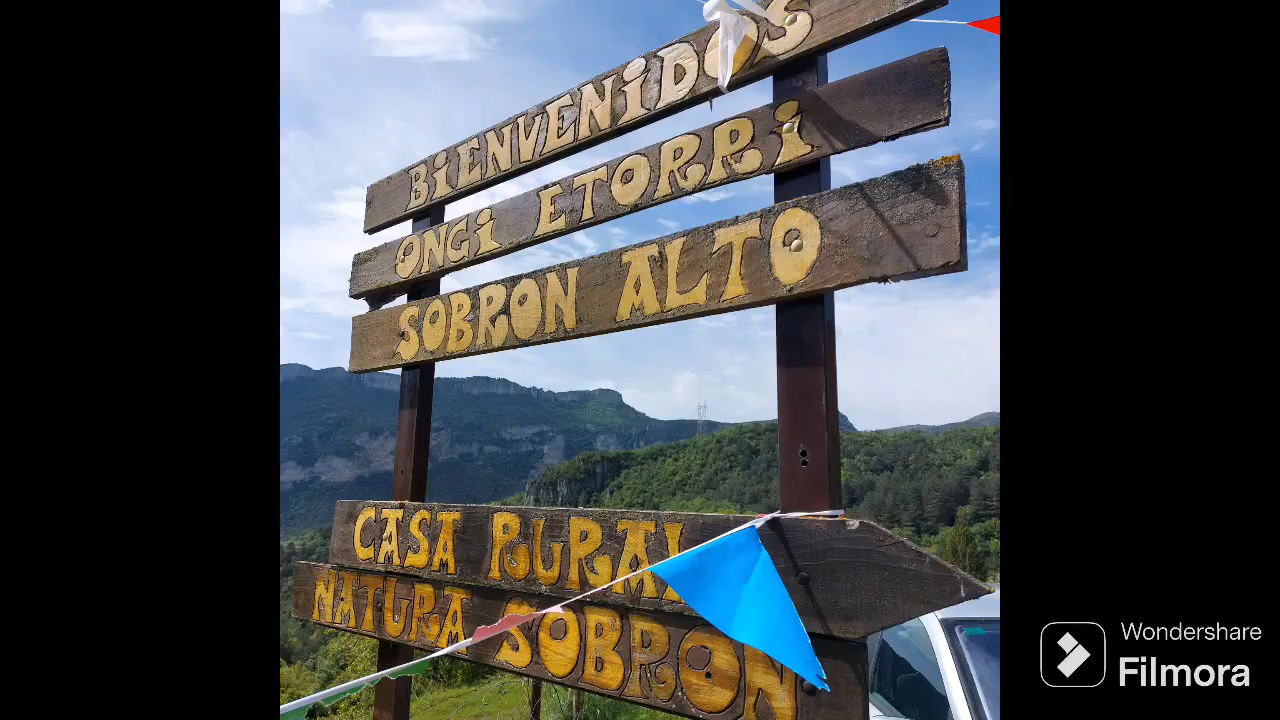 BiENVENiDOS
ONGi ETORRi
SOBRON ALTO
CASA RURAL
NATURA SOBRON
Wondershare
Filmora